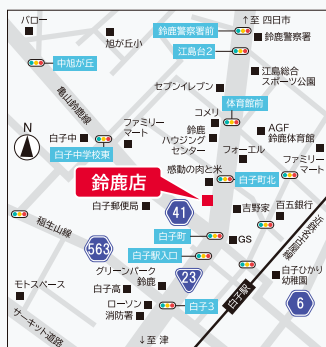 バロー
旭が丘小
中旭が丘
鈴鹿警察署前
↑至 四日市
鈴鹿警察署
江島台2
江島総合
スポーツ公園
セブンイレブン
亀山鈴鹿線
N
ファミリー
マート
コメリ
体育館前
白子中
白子中学校東
鈴鹿
ハウジング
センター
AGF
鈴鹿体育館
フォーエル
ファミリー
マート
感動の肉と米
白子町北
鈴鹿店
白子郵便局
41
吉野家
百五銀行
稲生山線
563
白子町
白子駅入口
GS
近鉄名古屋線
グリーンパーク
鈴鹿
23
白子駅
白子ひかり
幼稚園
モトスペース
白子高
ローソン
消防署
白子3
6
サーキット道路
↓至 津